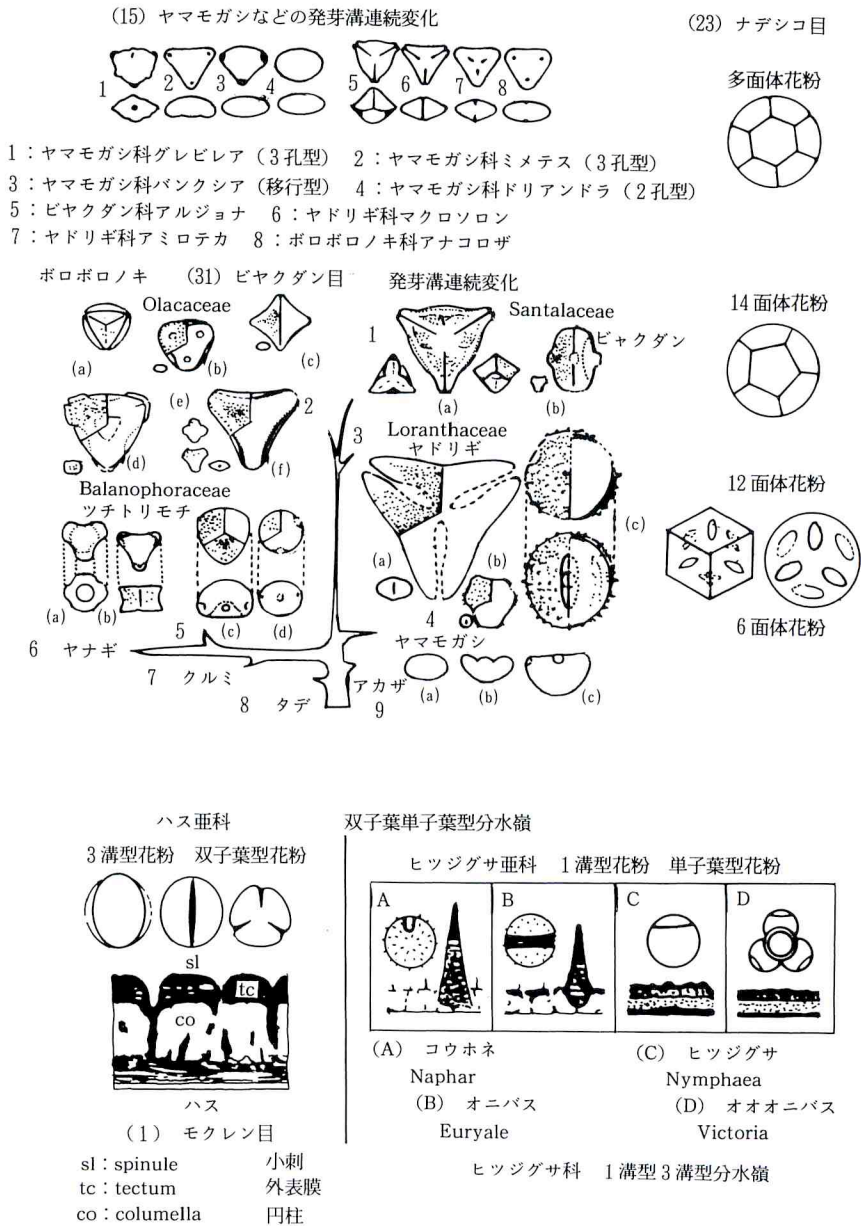 (15) ヤマモガシなどの発芽溝連続変化
1 2 3 4 5 6 7 8
1：ヤマモガシ科グレビレア（3孔型） 2：ヤマモガシ科ミメテス（3孔型）
3：ヤマモガシ科バンクシア（移行型） 4：ヤマモガシ科ドリアンドラ（2孔型）
5：ビヤクダン科アルジョナ 6：ヤドリギ科マクロソロン
7：ヤドリギ科アミロテカ 8：ボロボロノキ科アナコロザ
(23) ナデシコ目
多面体花粉
14面体花粉
12面体花粉
6面体花粉
ボロボロノキ (31) ビヤクダン目 発芽溝連続変化
Olacaceae
(a) (b) (c)
(d) (e) (f) 2
1 Santalaceae
ビャクダン
(a) (b)
3 Loranthaceae
ヤドリギ
(a) (b) (c)
4
Balanophoraceae
ツチトリモチ
(a) (b) (c) (d)
5
6 ヤナギ
7 クルミ
8 タデ
アカザ
9
ヤマモガシ
(a) (b) (c)
ハス亜科
3溝型花粉 双子葉型花粉
sl
tc
co
ハス
(1) モクレン目
sl：spinule 小刺
tc：tectum 外表膜
co：columella 円柱
双子葉単子葉型分水嶺
ヒツジグサ亜科 1溝型花粉 単子葉型花粉
A B C D
(A) コウホネ (C) ヒツジグサ
Naphar Nymphaea
(B) オニバス (D) オオオニバス
Euryale Victoria
ヒツジグサ科 1溝型3溝型分水嶺